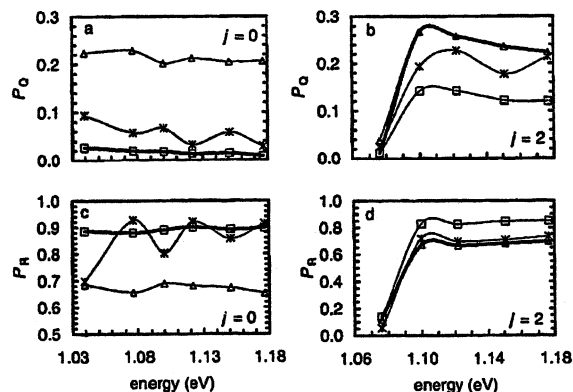 0.3
a
j = 0
0.2
P_Q
0.1
0.0
0.3
b
0.2
P_Q
0.1
j = 2
0.0
1.0
c
0.9
0.8
P_R
0.7
0.6
j = 0
0.5
1.03 1.08 1.13 1.18
energy (eV)
1.0
d
0.8
0.6
P_R
0.4
0.2
j = 2
0.0
1.06 1.10 1.14 1.18
energy (eV)